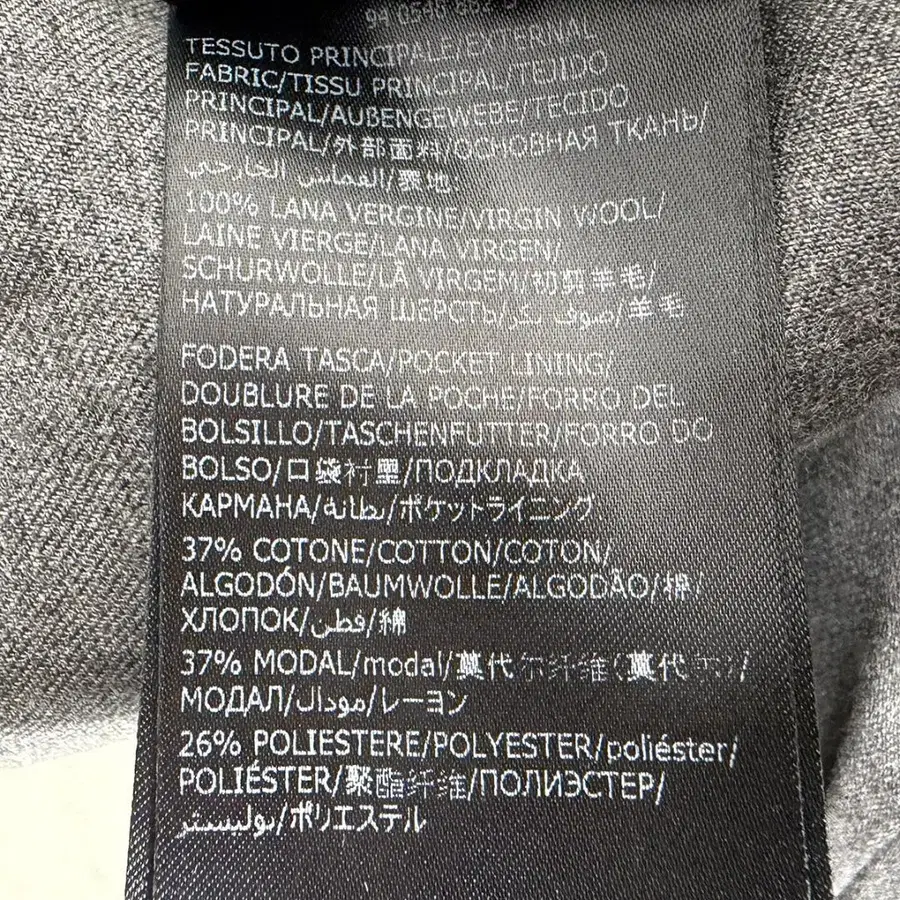 TESSUTO PRINCIPALE/EXTERNAL
FABRIC/TISSU PRINCIPAL/TEJIDO
PRINCIPAL/AUßENGEWEBE/TECIDO
PRINCIPAL/外部面料/ОСНОВНАЯ ТКАНЬ/
القماش الخارجي/表地:
100% LANA VERGINE/VIRGIN WOOL/
LAINE VIERGE/LANA VIRGEN/
SCHURWOLLE/LÃ VIRGEM/初剪羊毛/
НАТУРАЛЬНАЯ ШЕРСТЬ/صوف بكر/羊毛
FODERA TASCA/POCKET LINING/
DOUBLURE DE LA POCHE/FORRO DEL
BOLSILLO/TASCHENFUTTER/FORRO DO
BOLSO/口袋衬里/ПОДКЛАДКА
КАРМАНА/بطانة/ポケットライニング
37% COTONE/COTTON/COTON/
ALGODÓN/BAUMWOLLE/ALGODÃO/棉/
ХЛОПОК/قطن/綿
37% MODAL/modal/莫代尔纤维(莫代尔)/
МОДАЛ/مودال/レーヨン
26% POLIESTERE/POLYESTER/poliéster/
POLIÉSTER/聚酯纤维/ПОЛИЭСТЕР/
بوليستر/ポリエステル